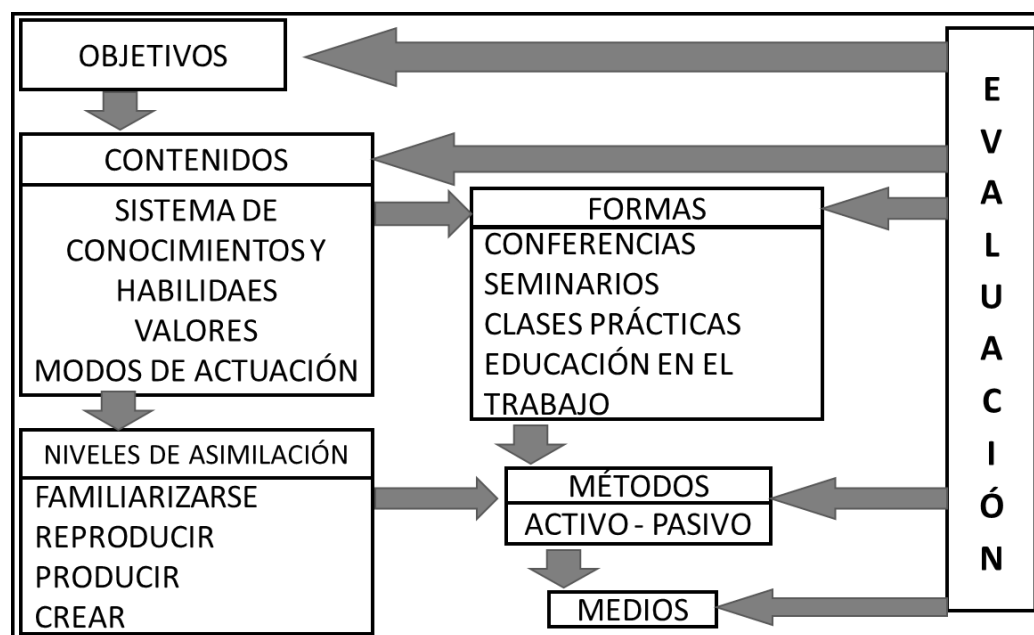 OBJETIVOS
CONTENIDOS
SISTEMA DE
CONOCIMIENTOS Y
HABILIDAES
VALORES
MODOS DE ACTUACIÓN
NIVELES DE ASIMILACIÓN
FAMILIARIZARSE
REPRODUCIR
PRODUCIR
CREAR
FORMAS
CONFERENCIAS
SEMINARIOS
CLASES PRÁCTICAS
EDUCACIÓN EN EL
TRABAJO
MÉTODOS
ACTIVO - PASIVO
MEDIOS
EVALUACIÓN